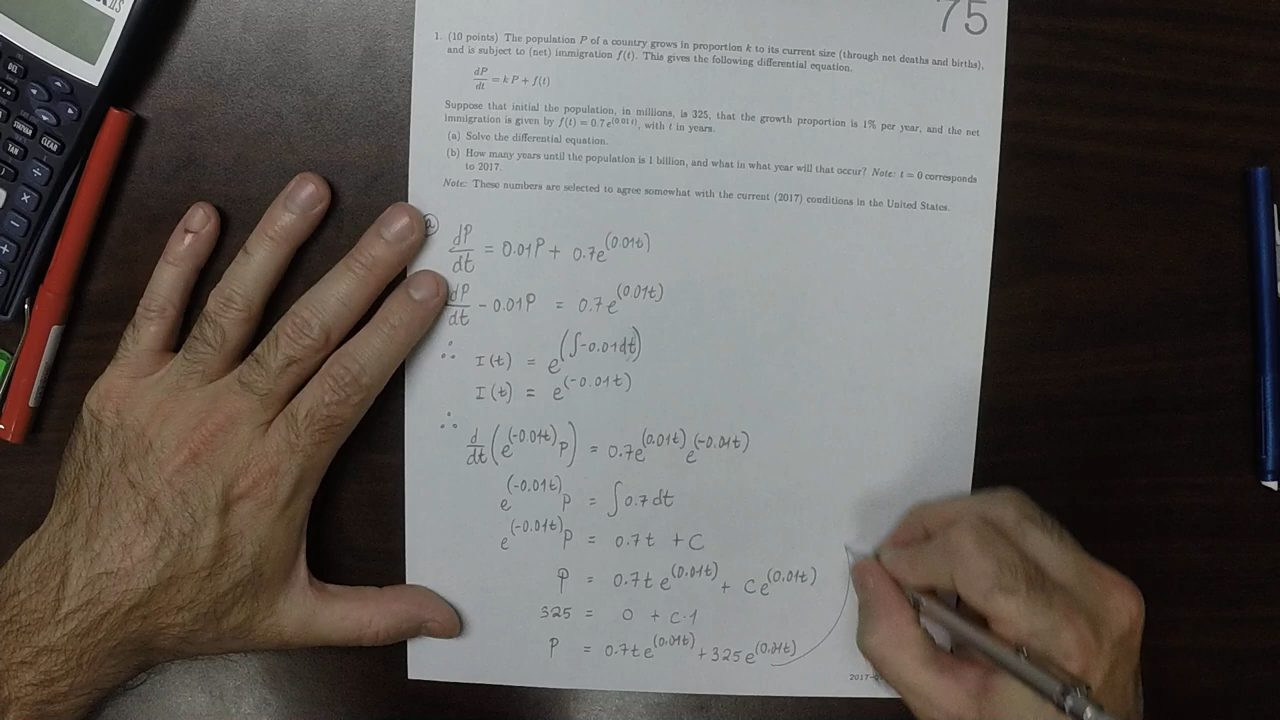 75
1. (10 points) The population P of a country grows in proportion k to its current size (through net deaths and births),
and is subject to (net) immigration f(t). This gives the following differential equation.
dP/dt = k P + f(t)
Suppose that initial the population, in millions, is 325, that the growth proportion is 1% per year, and the net
immigration is given by f(t) = 0.7 e^(0.01 t), with t in years.
(a) Solve the differential equation.
(b) How many years until the population is 1 billion, and what in what year will that occur? Note: t = 0 corresponds
to 2017.
Note: These numbers are selected to agree somewhat with the current (2017) conditions in the United States.
a
dP/dt = 0.01P + 0.7e^(0.01t)
dP/dt - 0.01P = 0.7e^(0.01t)
∴ I(t) = e^(∫-0.01dt)
I(t) = e^(-0.01t)
∴ d/dt (e^(-0.01t) P) = 0.7e^(0.01t) e^(-0.01t)
e^(-0.01t) P = ∫ 0.7 dt
e^(-0.01t) P = 0.7t + C
P = 0.7t e^(0.01t) + Ce^(0.01t)
325 = 0 + C·1
P = 0.7te^(0.01t) + 325e^(0.01t)
DEL
STATVAR
CLEAR
TAN